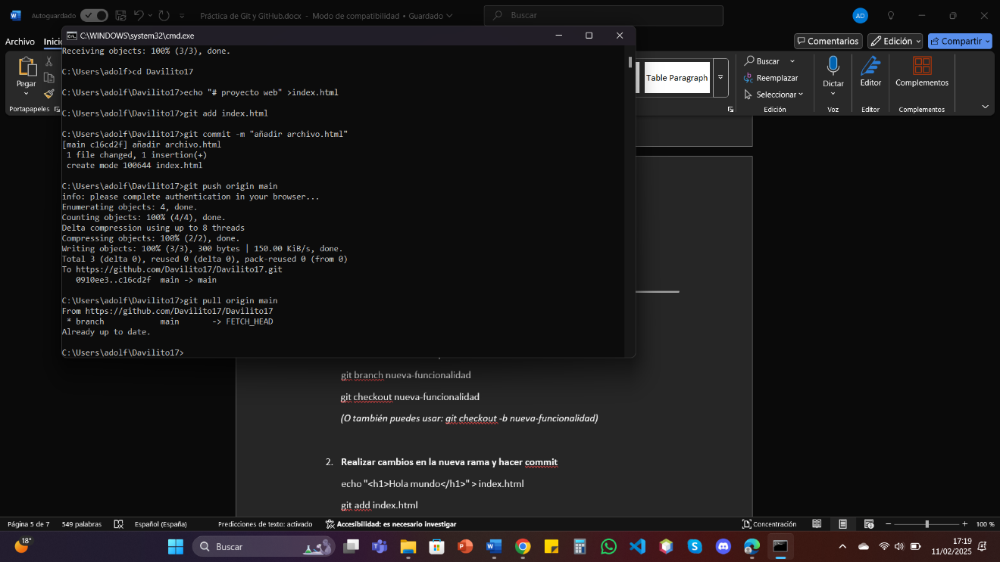 Autoguardado
Práctica de Git y GitHub.docx - Modo de compatibilidad • Guardado
Buscar
AD
C:\WINDOWS\system32\cmd.exe
Archivo
Inicio
Comentarios
Edición
Compartir
Pegar
Portapapeles
Table Paragraph
Buscar
Reemplazar
Seleccionar
Edición
Dictar
Voz
Editor
Editor
Complementos
Complementos
Receiving objects: 100% (3/3), done.
C:\Users\adolf>cd Davilito17
C:\Users\adolf\Davilito17>echo "# proyecto web" >index.html
C:\Users\adolf\Davilito17>git add index.html
C:\Users\adolf\Davilito17>git commit -m "añadir archivo.html"
[main c16cd2f] añadir archivo.html
1 file changed, 1 insertion(+)
create mode 100644 index.html
C:\Users\adolf\Davilito17>git push origin main
info: please complete authentication in your browser...
Enumerating objects: 4, done.
Counting objects: 100% (4/4), done.
Delta compression using up to 8 threads
Compressing objects: 100% (2/2), done.
Writing objects: 100% (3/3), 300 bytes | 150.00 KiB/s, done.
Total 3 (delta 0), reused 0 (delta 0), pack-reused 0 (from 0)
To https://github.com/Davilito17/Davilito17.git
0910ee3..c16cd2f  main -> main
C:\Users\adolf\Davilito17>git pull origin main
From https://github.com/Davilito17/Davilito17
* branch            main       -> FETCH_HEAD
Already up to date.
C:\Users\adolf\Davilito17>
git branch nueva-funcionalidad
git checkout nueva-funcionalidad
(O también puedes usar: git checkout -b nueva-funcionalidad)
2. Realizar cambios en la nueva rama y hacer commit
echo "<h1>Hola mundo</h1>" > index.html
git add index.html
Página 5 de 7
549 palabras
Español (España)
Predicciones de texto: activado
Accesibilidad: es necesario investigar
Concentración
100 %
18°
Buscar
17:19
11/02/2025